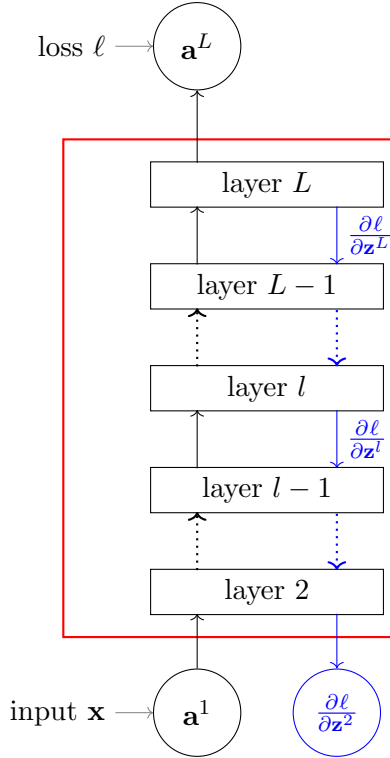 loss ℓ
𝐚^L
layer L
∂ℓ/∂𝐳^L
layer L − 1
layer l
∂ℓ/∂𝐳^l
layer l − 1
layer 2
input 𝐱
𝐚^1
∂ℓ/∂𝐳^2